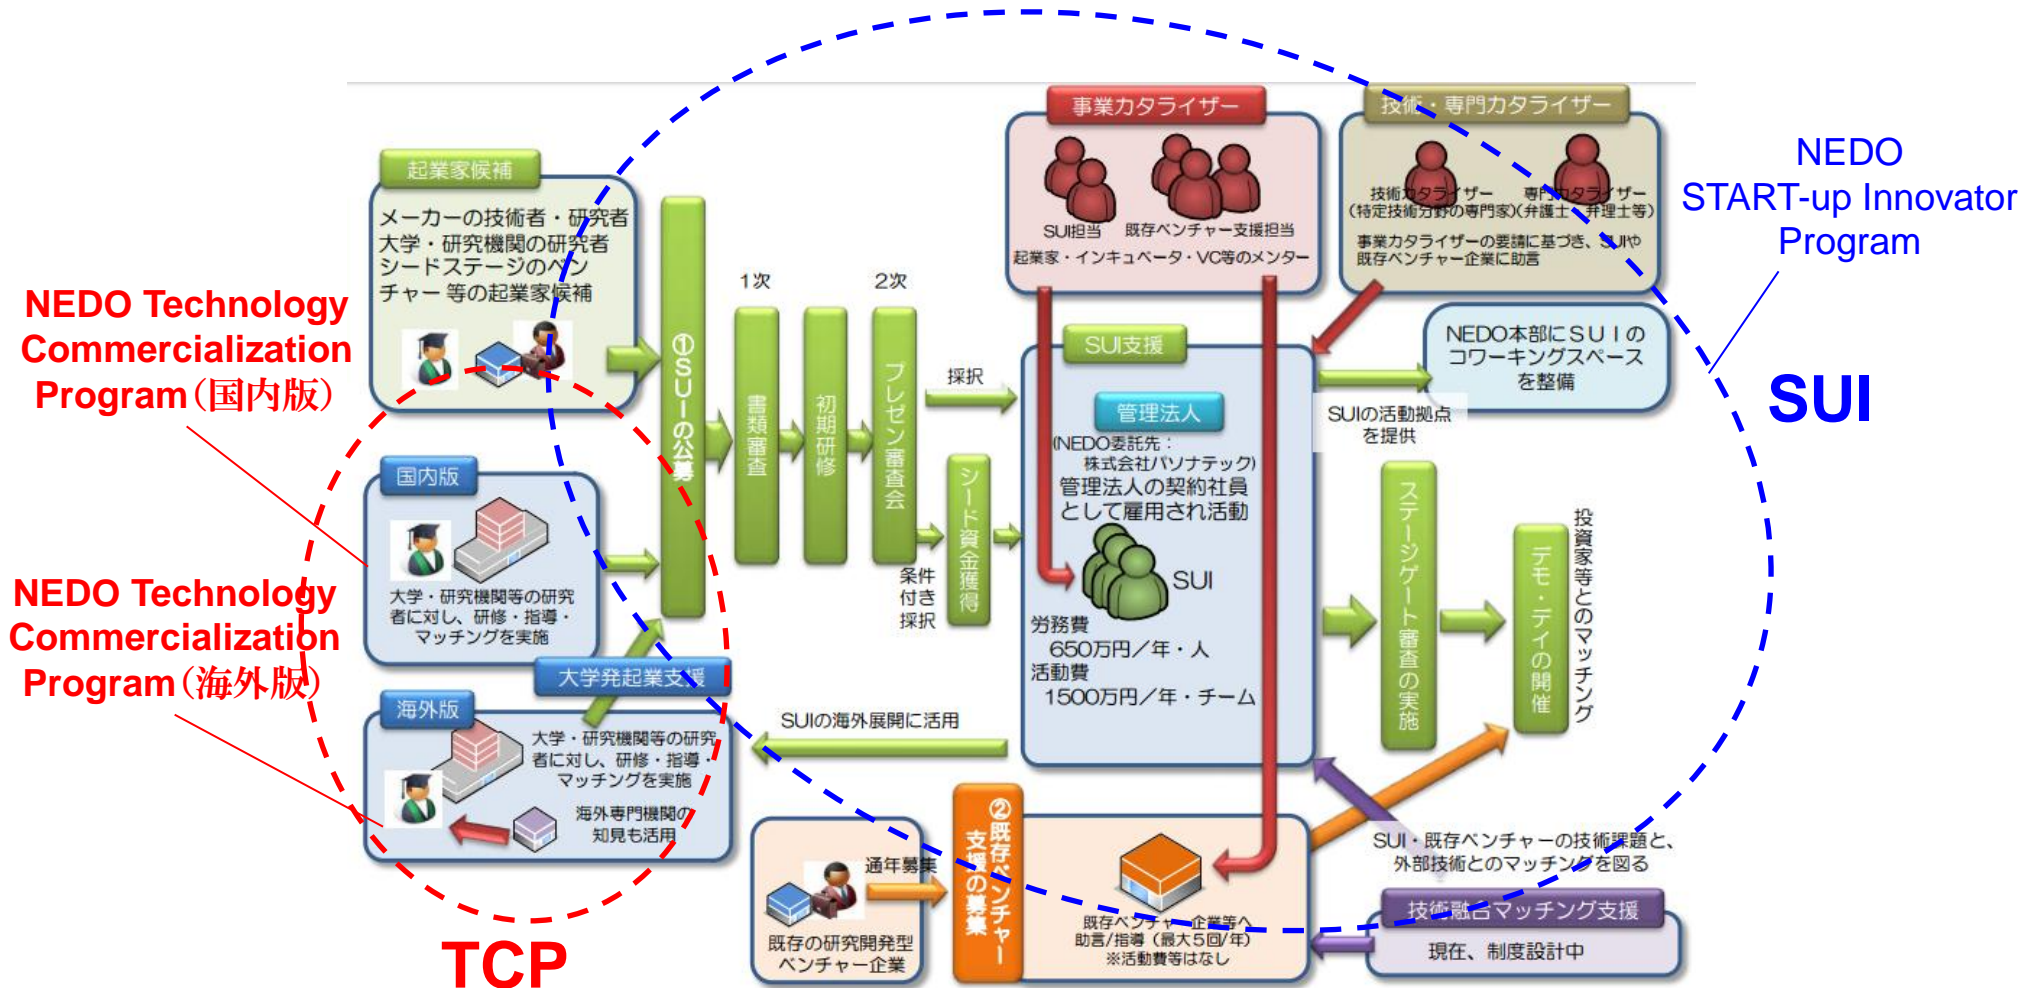 事業カタライザー
SUI担当
既存ベンチャー支援担当
起業家・インキュベータ・VC等のメンター
技術・専門カタライザー
技術カタライザー
(特定技術分野の専門家)
専門カタライザー
(弁護士、弁理士等)
事業カタライザーの要請に基づき、SUIや
既存ベンチャー企業に助言
NEDO
START-up Innovator
Program
SUI
起業家候補
メーカーの技術者・研究者
大学・研究機関の研究者
シードステージのベン
チャー 等の起業家候補
NEDO Technology
Commercialization
Program(国内版)
NEDO Technology
Commercialization
Program(海外版)
国内版
大学・研究機関等の研究
者に対し、研修・指導・
マッチングを実施
大学発起業支援
海外版
大学・研究機関等の研究
者に対し、研修・指導・
マッチングを実施
海外専門機関の
知見も活用
TCP
①SUIの公募
1次
書類審査
初期研修
2次
プレゼン審査会
採択
条件
付き
採択
シード資金獲得
SUI支援
管理法人
(NEDO委託先：
株式会社パソナテック)
管理法人の契約社員
として雇用され活動
SUI
労務費
650万円／年・人
活動費
1500万円／年・チーム
SUIの海外展開に活用
NEDO本部にＳＵＩの
コワーキングスペース
を整備
SUIの活動拠点
を提供
ステージゲート審査の実施
デモ・デイの開催
投資家等とのマッチング
既存の研究開発型
ベンチャー企業
通年募集
②既存ベンチャー
支援の募集
既存ベンチャー企業等へ
助言/指導（最大５回/年）
※活動費等はなし
SUI・既存ベンチャーの技術課題と、
外部技術とのマッチングを図る
技術融合マッチング支援
現在、制度設計中